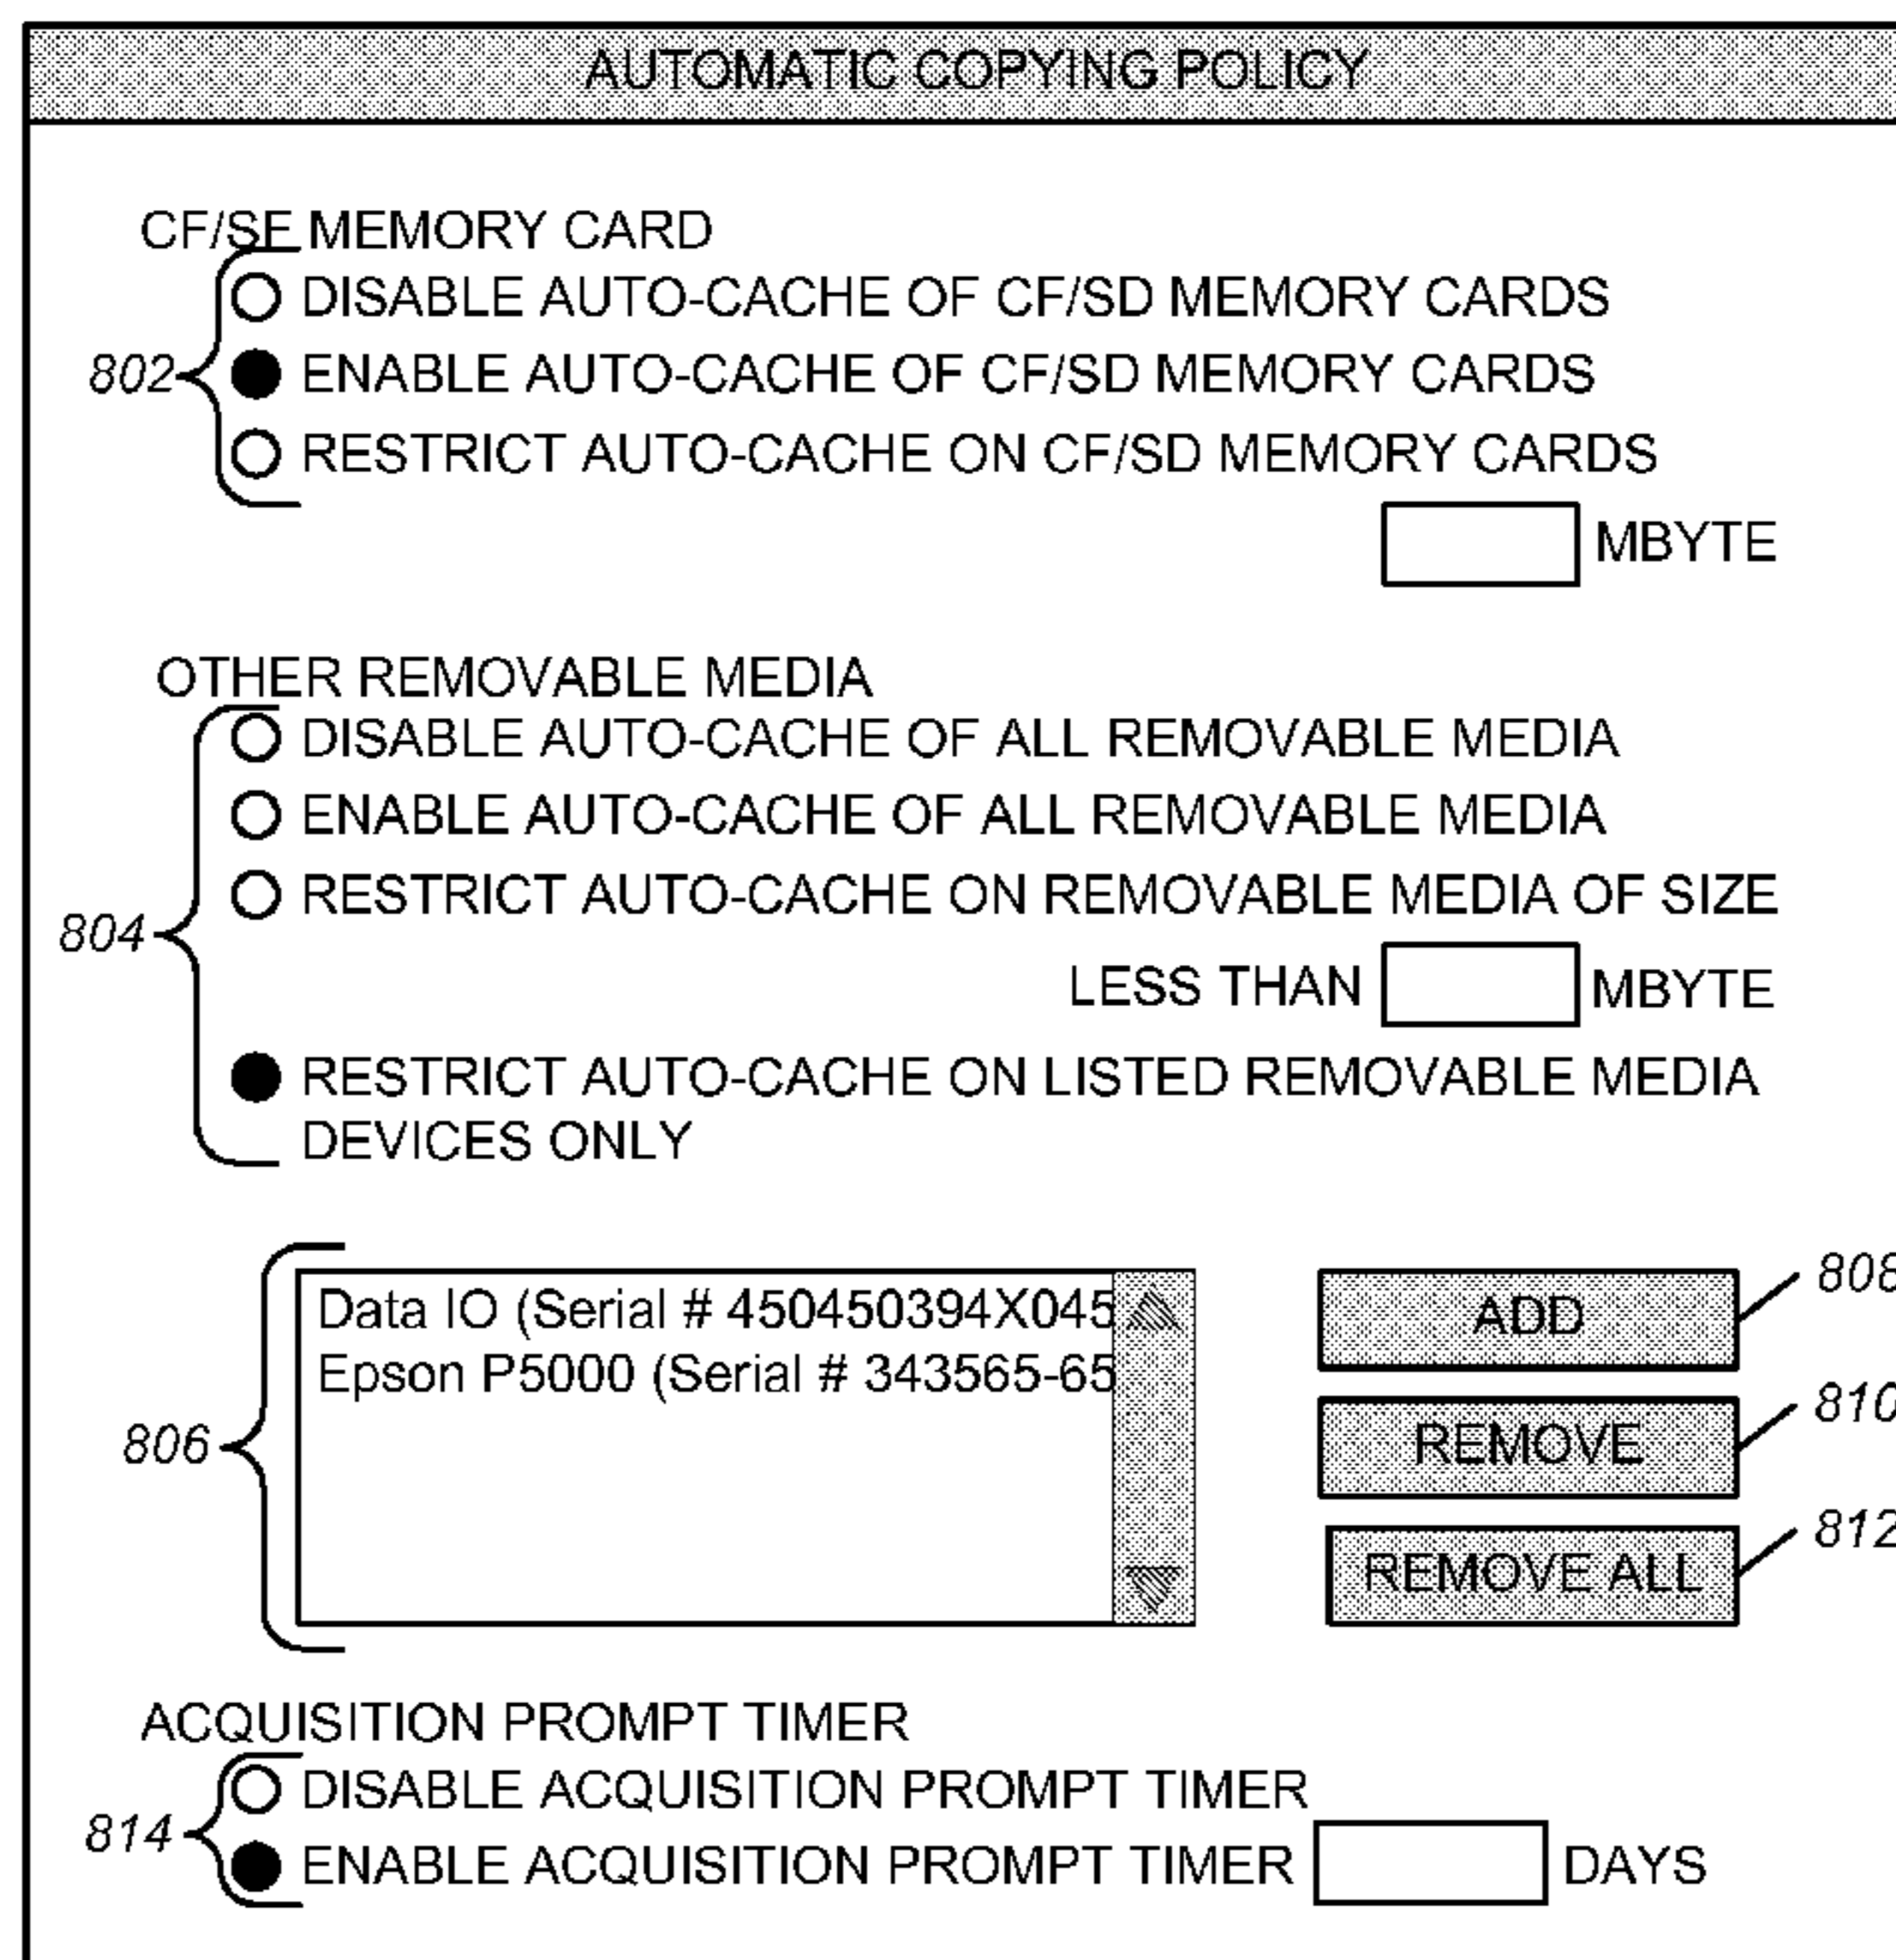 AUTOMATIC COPYING POLICY
CF/SE MEMORY CARD
DISABLE AUTO-CACHE OF CF/SD MEMORY CARDS
802 ENABLE AUTO-CACHE OF CF/SD MEMORY CARDS
RESTRICT AUTO-CACHE ON CF/SD MEMORY CARDS
MBYTE
OTHER REMOVABLE MEDIA
DISABLE AUTO-CACHE OF ALL REMOVABLE MEDIA
ENABLE AUTO-CACHE OF ALL REMOVABLE MEDIA
RESTRICT AUTO-CACHE ON REMOVABLE MEDIA OF SIZE
804
LESS THAN MBYTE
RESTRICT AUTO-CACHE ON LISTED REMOVABLE MEDIA
DEVICES ONLY
808
Data IO (Serial # 450450394X045
ADD
Epson P5000 (Serial # 343565-65
810
806
REMOVE
812
REMOVE ALL
ACQUISITION PROMPT TIMER
DISABLE ACQUISITION PROMPT TIMER
814
ENABLE ACQUISITION PROMPT TIMER DAYS